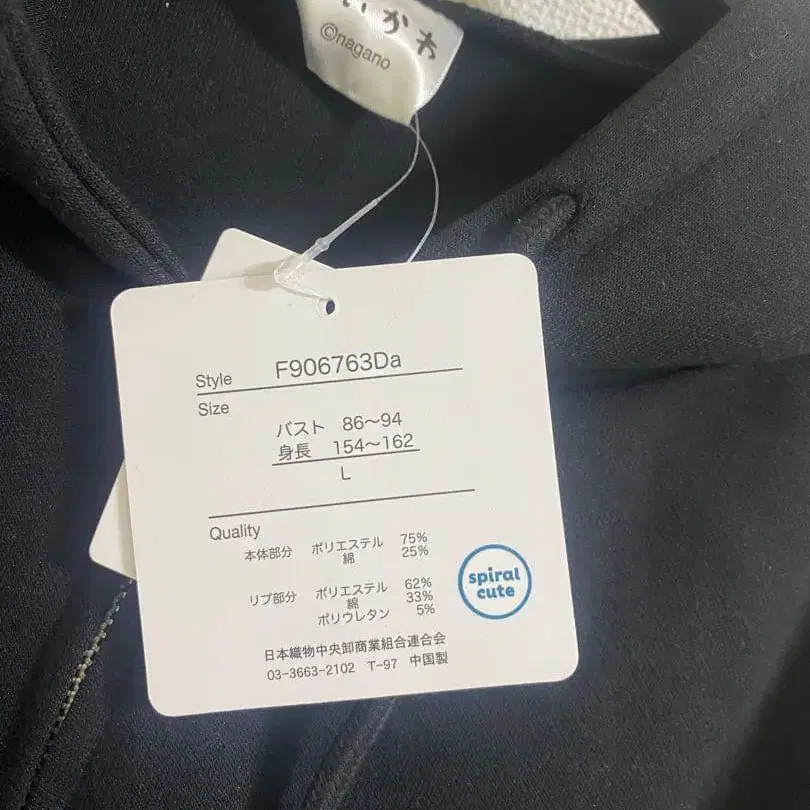 いかわ
©nagano
Style F906763Da
Size
バスト 86〜94
身長 154〜162
L
Quality
本体部分 ポリエステル 75%
綿 25%
リブ部分 ポリエステル 62%
綿 33%
ポリウレタン 5%
spiral
cute
日本織物中央卸商業組合連合会
03-3663-2102 T-97 中国製